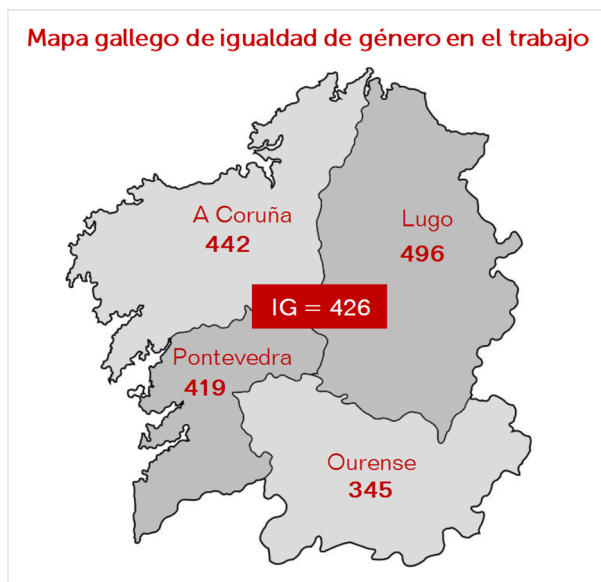 Mapa gallego de igualdad de género en el trabajo
A Coruña
442
Lugo
496
IG = 426
Pontevedra
419
Ourense
345